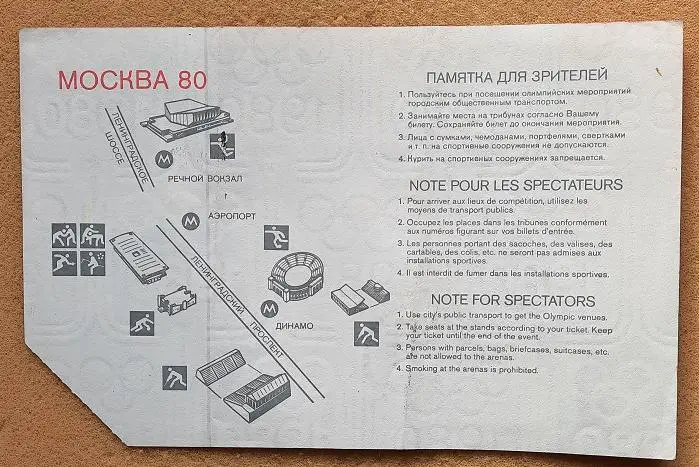 МОСКВА 80
ЛЕНИНГРАДСКОЕ
ШОССЕ
М
РЕЧНОЙ ВОКЗАЛ
М
АЭРОПОРТ
ЛЕНИНГРАДСКИЙ
ПРОСПЕКТ
М
ДИНАМО
ПАМЯТКА ДЛЯ ЗРИТЕЛЕЙ
1. Пользуйтесь при посещении олимпийских мероприятий
городским общественным транспортом.
2. Занимайте места на трибунах согласно Вашему
билету. Сохраняйте билет до окончания мероприятия.
3. Лица с сумками, чемоданами, портфелями, свертками
и т. п. на спортивные сооружения не допускаются.
4. Курить на спортивных сооружениях запрещается.
NOTE POUR LES SPECTATEURS
1. Pour arriver aux lieux de compétition, utilisez les
moyens de transport publics.
2. Occupez les places dans les tribunes conformément
aux numéros figurant sur vos billets d'entrée.
3. Les personnes portant des sacoches, des valises, des
cartables, des colis, etc. ne seront pas admises aux
installations sportives.
4. Il est interdit de fumer dans les installations sportives.
NOTE FOR SPECTATORS
1. Use city's public transport to get the Olympic venues.
2. Take seats at the stands according to your ticket. Keep
your ticket until the end of the event.
3. Persons with parcels, bags, briefcases, suitcases, etc.
are not allowed to the arenas.
4. Smoking at the arenas is prohibited.